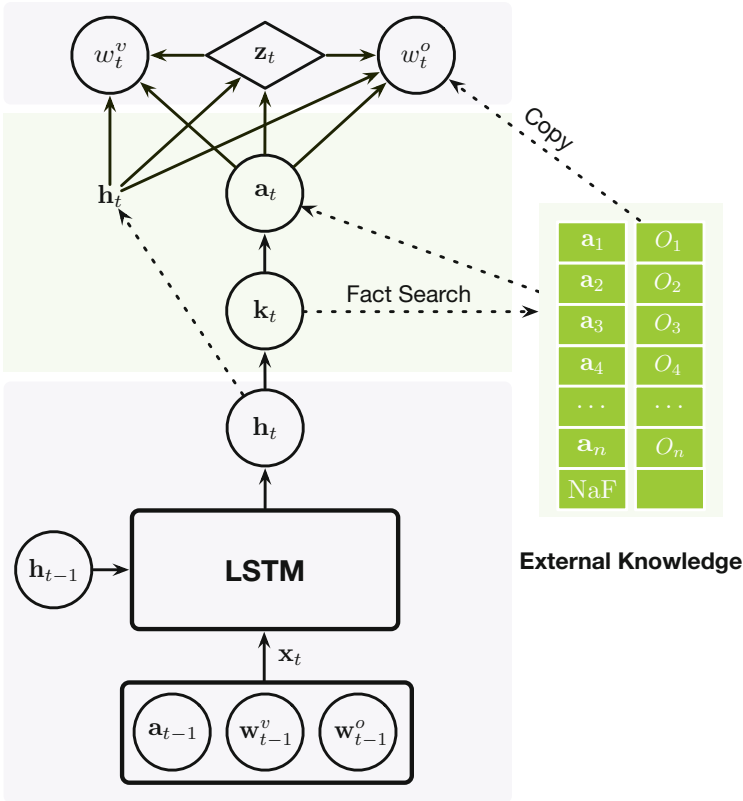 w_t^v
z_t
w_t^o
Copy
h_t
a_t
k_t
Fact Search
a_1 O_1
a_2 O_2
a_3 O_3
a_4 O_4
... ...
a_n O_n
NaF
External Knowledge
h_t
h_{t-1}
LSTM
x_t
a_{t-1} w_{t-1}^v w_{t-1}^o